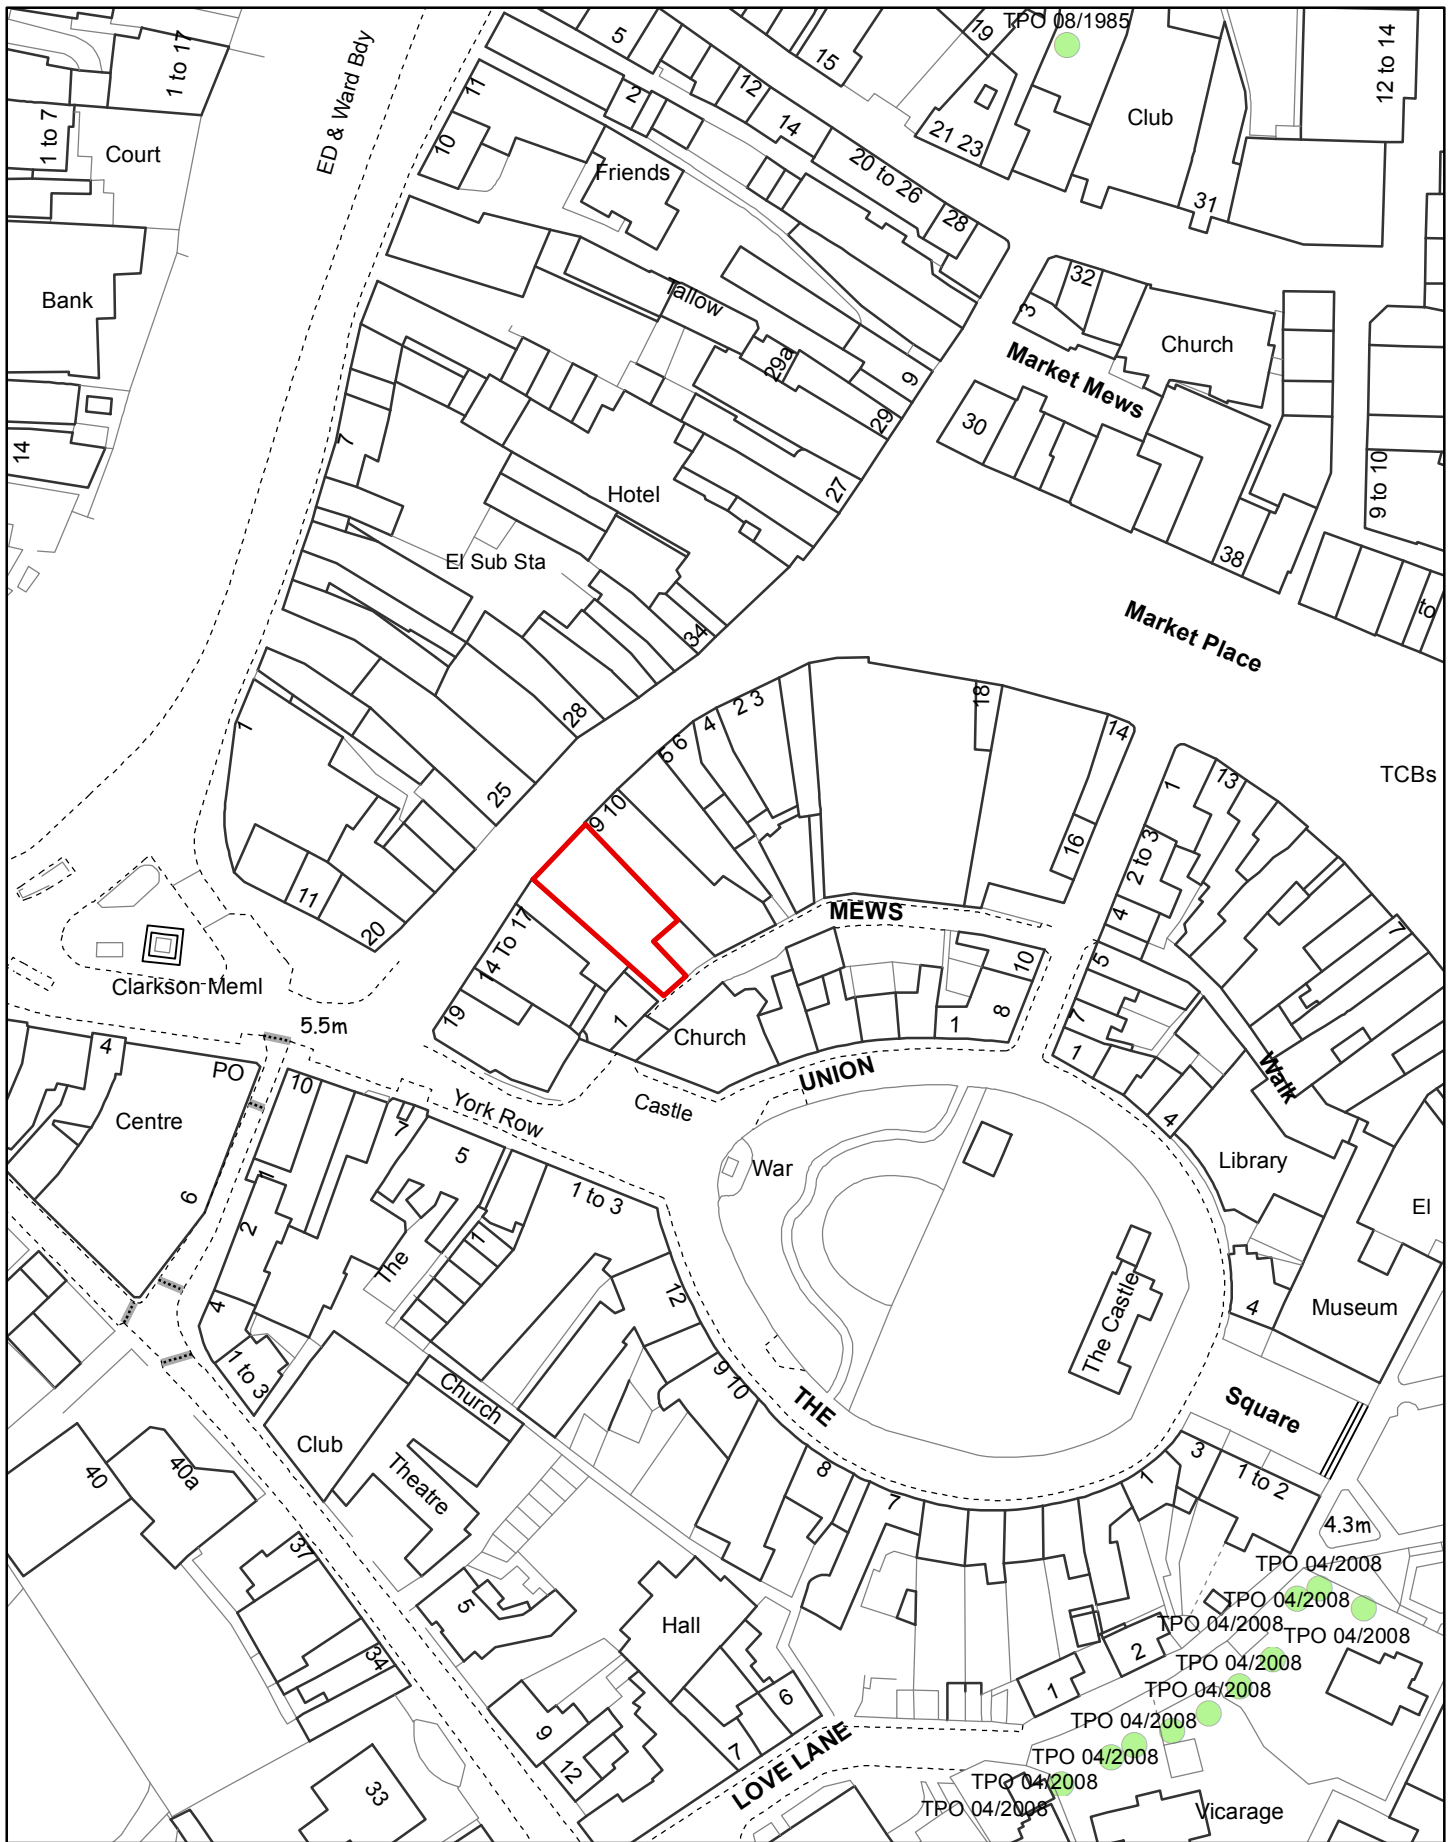 TPO 08/1985
1 to 17
5
19
15
12 to 14
ED & Ward Bdy
11
2
12
14
21 23
Club
1 to 7
Court
10
Friends
20 to 26
28
31
Bank
Tallow
32
3
Church
29a
9
Market Mews
29
30
14
7
Hotel
27
9 to 10
El Sub Sta
38
to
34
Market Place
1
28
2 3
4
5 6
18
14
TCBs
25
9 10
1
13
16
2 to 3
11
20
14 To 17
MEWS
4
7
Clarkson Meml
19
1
Church
10
8
1
5
7
1
5.5m
4
PO
10
UNION
Walk
Centre
7
York Row
Castle
4
5
War
Library
6
1
2
1 to 3
El
The
1
12
The Castle
4
Museum
4
1 to 3
Church
9 10
THE
Square
Club
Theatre
40
40a
8
7
3
1
1 to 2
4.3m
37
TPO 04/2008
TPO 04/2008
TPO 04/2008
TPO 04/2008
5
Hall
34
2
TPO 04/2008
TPO 04/2008
1
6
9
7
12
LOVE LANE
TPO 04/2008
TPO 04/2008
TPO 04/2008
TPO 04/2008
33
Vicarage